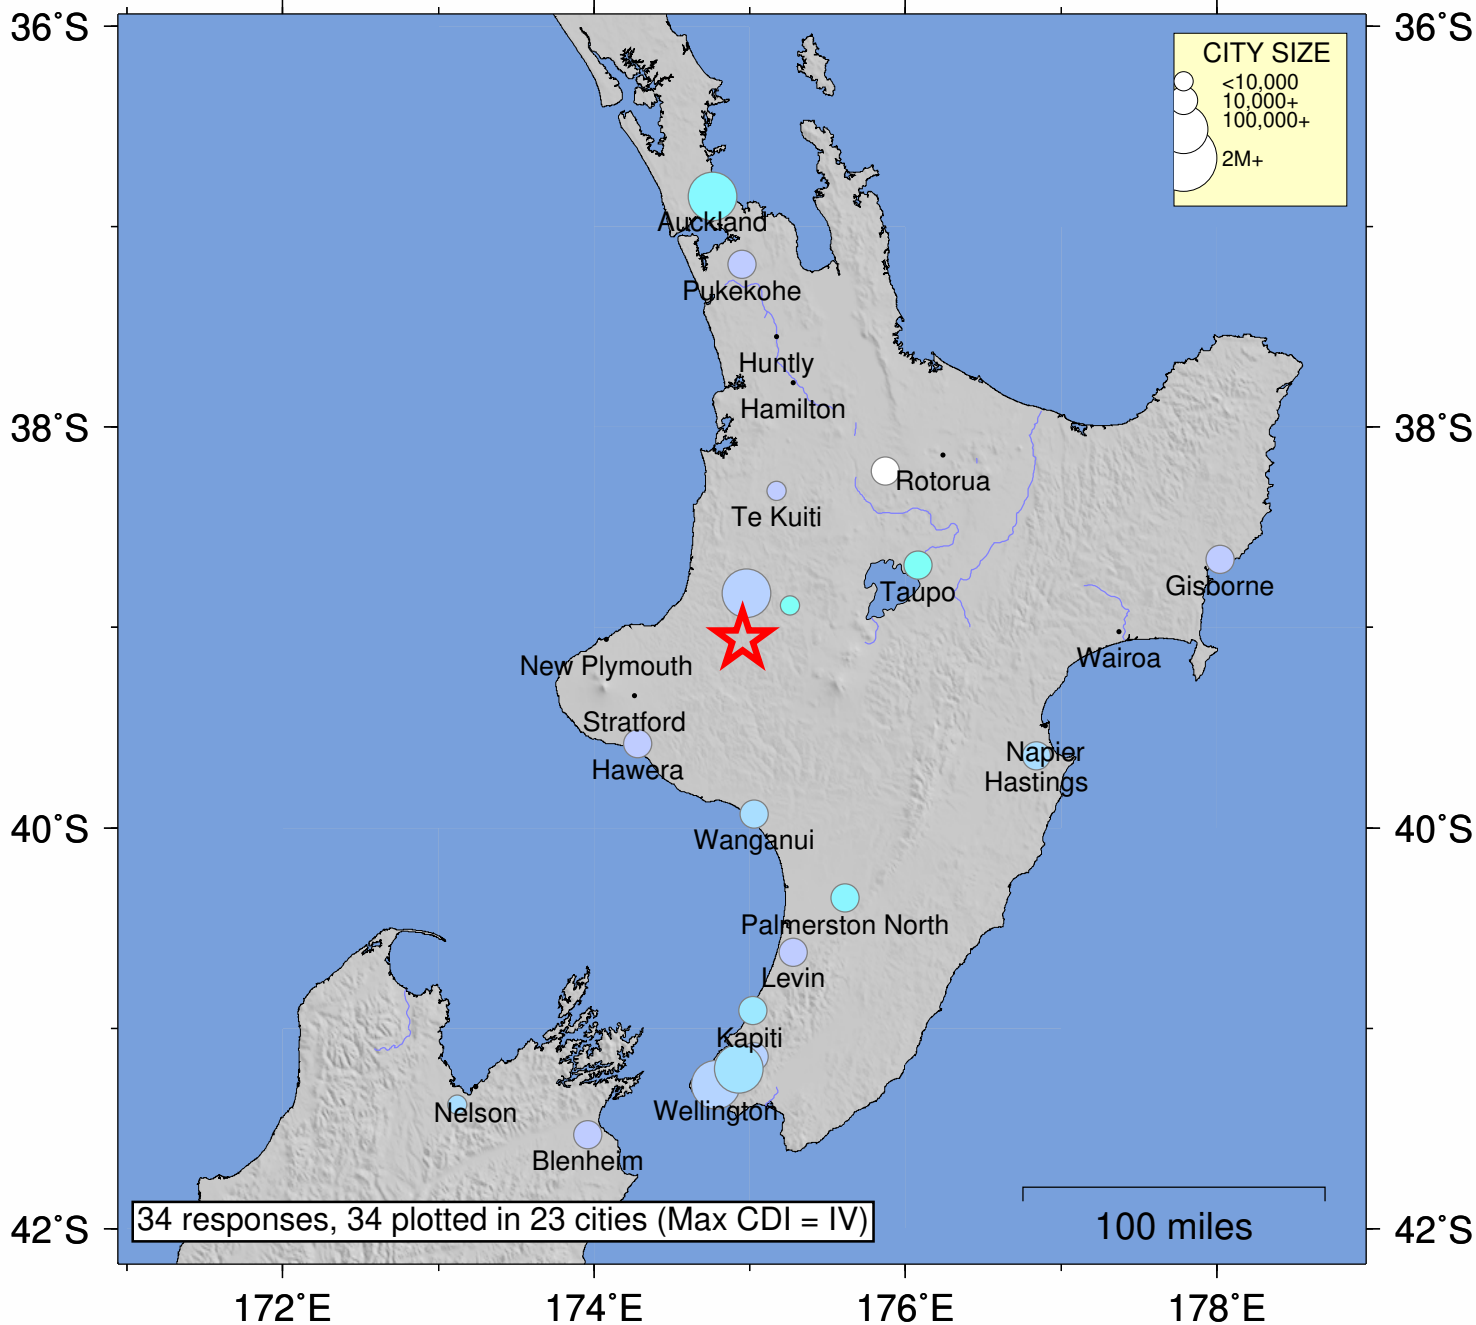 36°S
36°S
CITY SIZE
<10,000
10,000+
100,000+
2M+
Auckland
Pukekohe
Huntly
Hamilton
38°S
38°S
Rotorua
Te Kuiti
Taupo
Gisborne
New Plymouth
Wairoa
Stratford
Napier
Hawera
Hastings
40°S
40°S
Wanganui
Palmerston North
Levin
Kapiti
Wellington
Nelson
Blenheim
34 responses, 34 plotted in 23 cities (Max CDI = IV)
100 miles
42°S
42°S
172°E
174°E
176°E
178°E